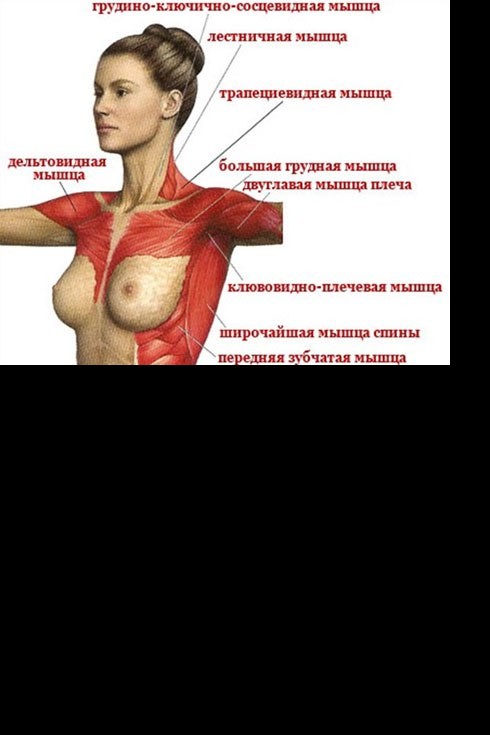 грудино-ключично-сосцевидная мышца
лестничная мышца
трапециевидная мышца
дельтовидная
мышца
большая грудная мышца
двуглавая мышца плеча
клювовидно-плечевая мышца
широчайшая мышца спины
передняя зубчатая мышца